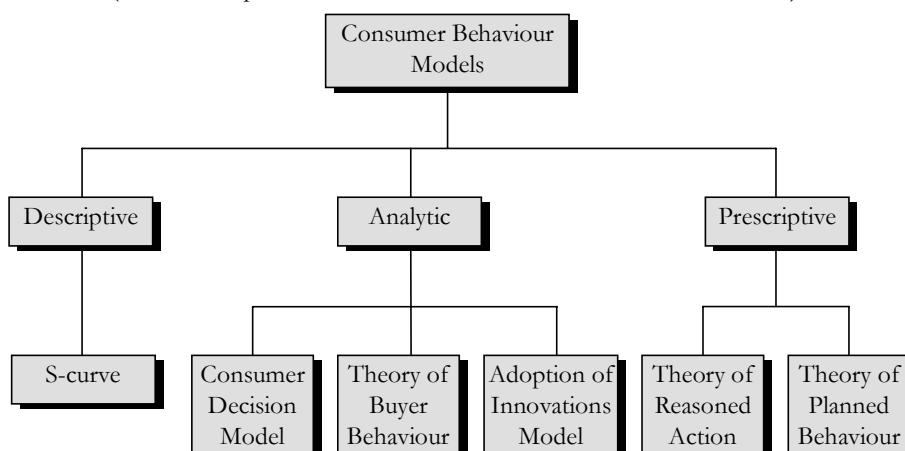 Consumer Behaviour
Models
Descriptive
Analytic
Prescriptive
S-curve
Consumer
Decision
Model
Theory of
Buyer
Behaviour
Adoption of
Innovations
Model
Theory of
Reasoned
Action
Theory of
Planned
Behaviour